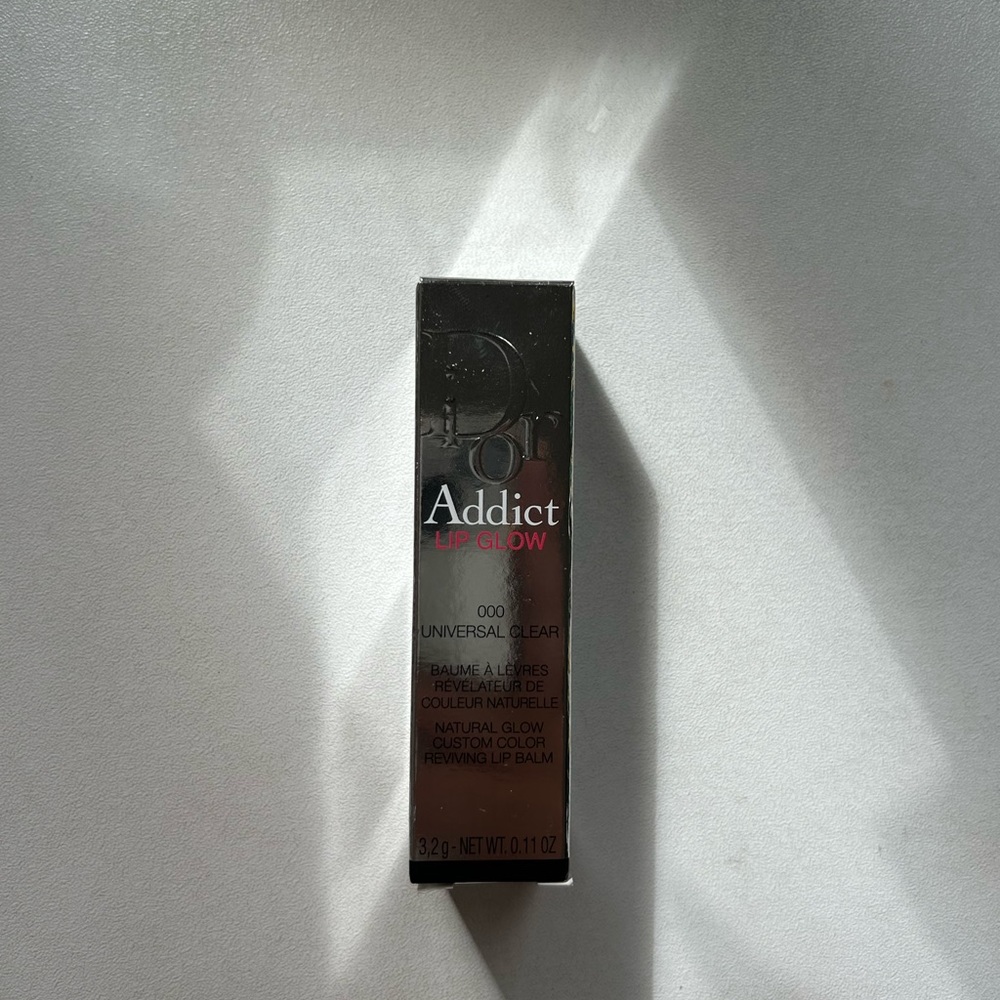 Dior
Addict
LIP GLOW
000
UNIVERSAL CLEAR
BAUME À LÈVRES
RÉVÉLATEUR DE
COULEUR NATURELLE
NATURAL GLOW
CUSTOM COLOR
REVIVING LIP BALM
3,2 g - NET WT. 0.11 OZ